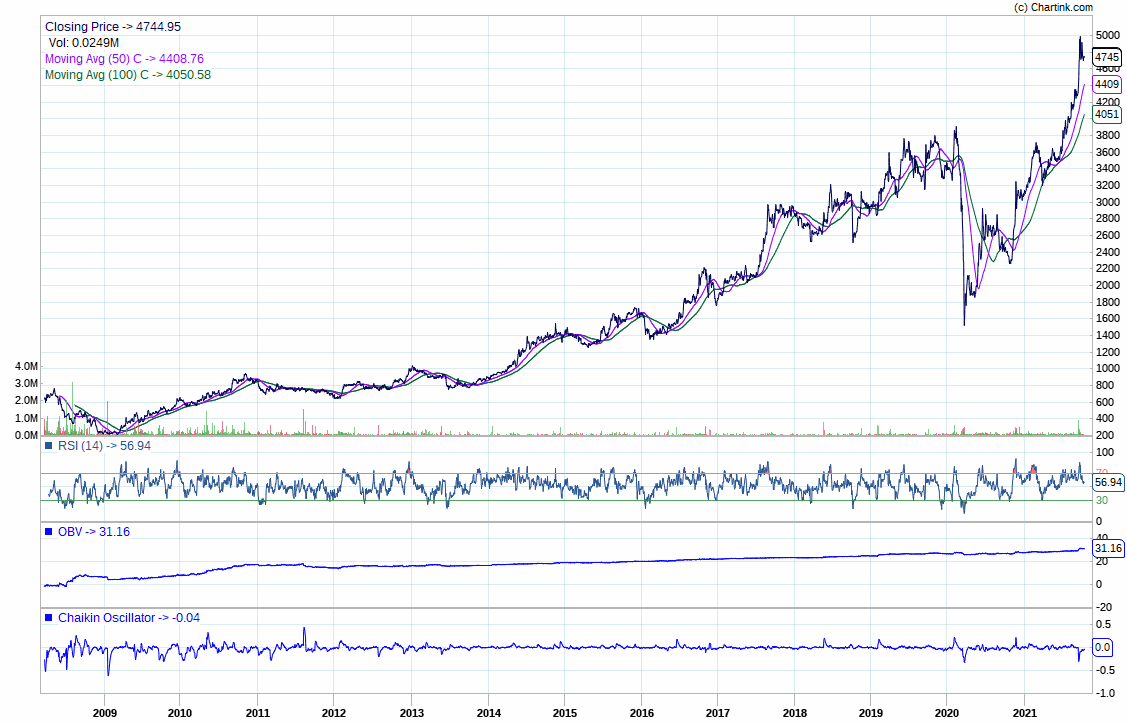 (c) Chartink.com
Closing Price -> 4744.95
Vol: 0.0249M
Moving Avg (50) C -> 4408.76
Moving Avg (100) C -> 4050.58
5000
4745
4600
4409
4200
4051
3800
3600
3400
3200
3000
2800
2600
2400
2200
2000
1800
1600
1400
1200
1000
800
600
400
200
4.0M
3.0M
2.0M
1.0M
0.0M
RSI (14) -> 56.94
100
70
56.94
30
0
OBV -> 31.16
40
31.16
20
0
-20
Chaikin Oscillator -> -0.04
0.5
0.0
-0.5
-1.0
2009 2010 2011 2012 2013 2014 2015 2016 2017 2018 2019 2020 2021